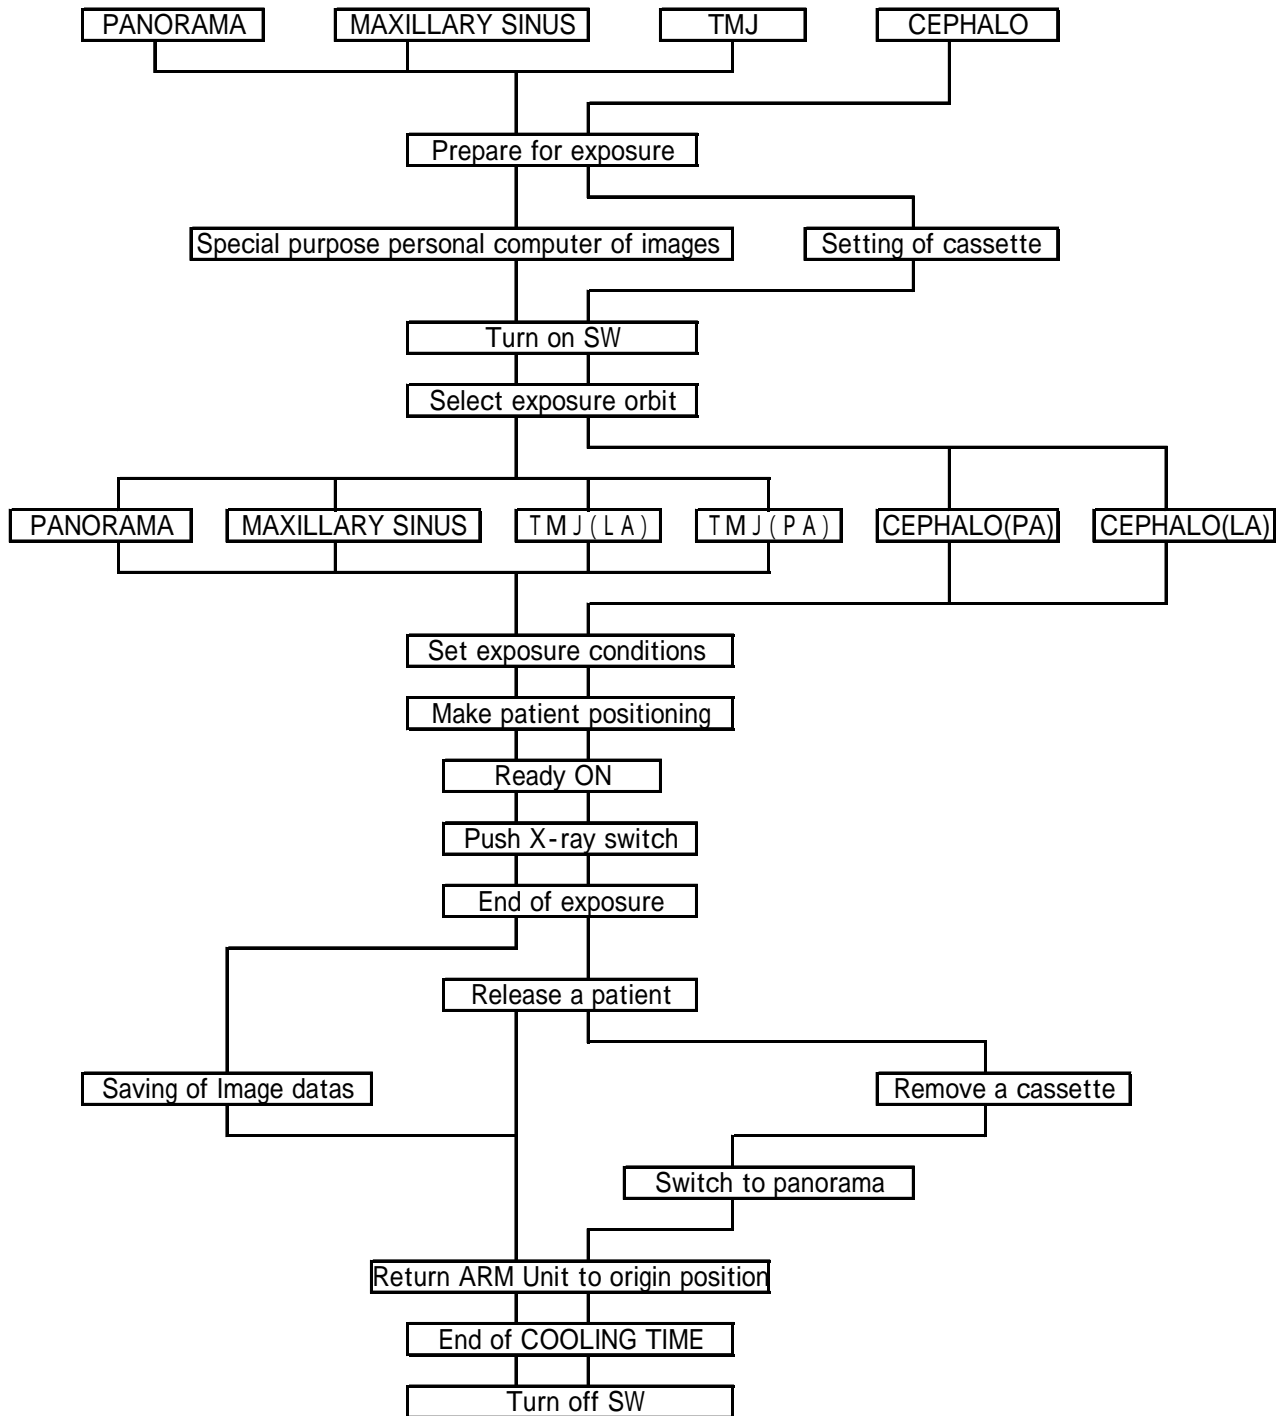 PANORAMA
MAXILLARY SINUS
TMJ
CEPHALO
Prepare for exposure
Special purpose personal computer of images
Setting of cassette
Turn on SW
Select exposure orbit
PANORAMA
MAXILLARY SINUS
TMJ(LA)
TMJ(PA)
CEPHALO(PA)
CEPHALO(LA)
Set exposure conditions
Make patient positioning
Ready ON
Push X-ray switch
End of exposure
Release a patient
Saving of Image datas
Remove a cassette
Switch to panorama
Return ARM Unit to origin position
End of COOLING TIME
Turn off SW